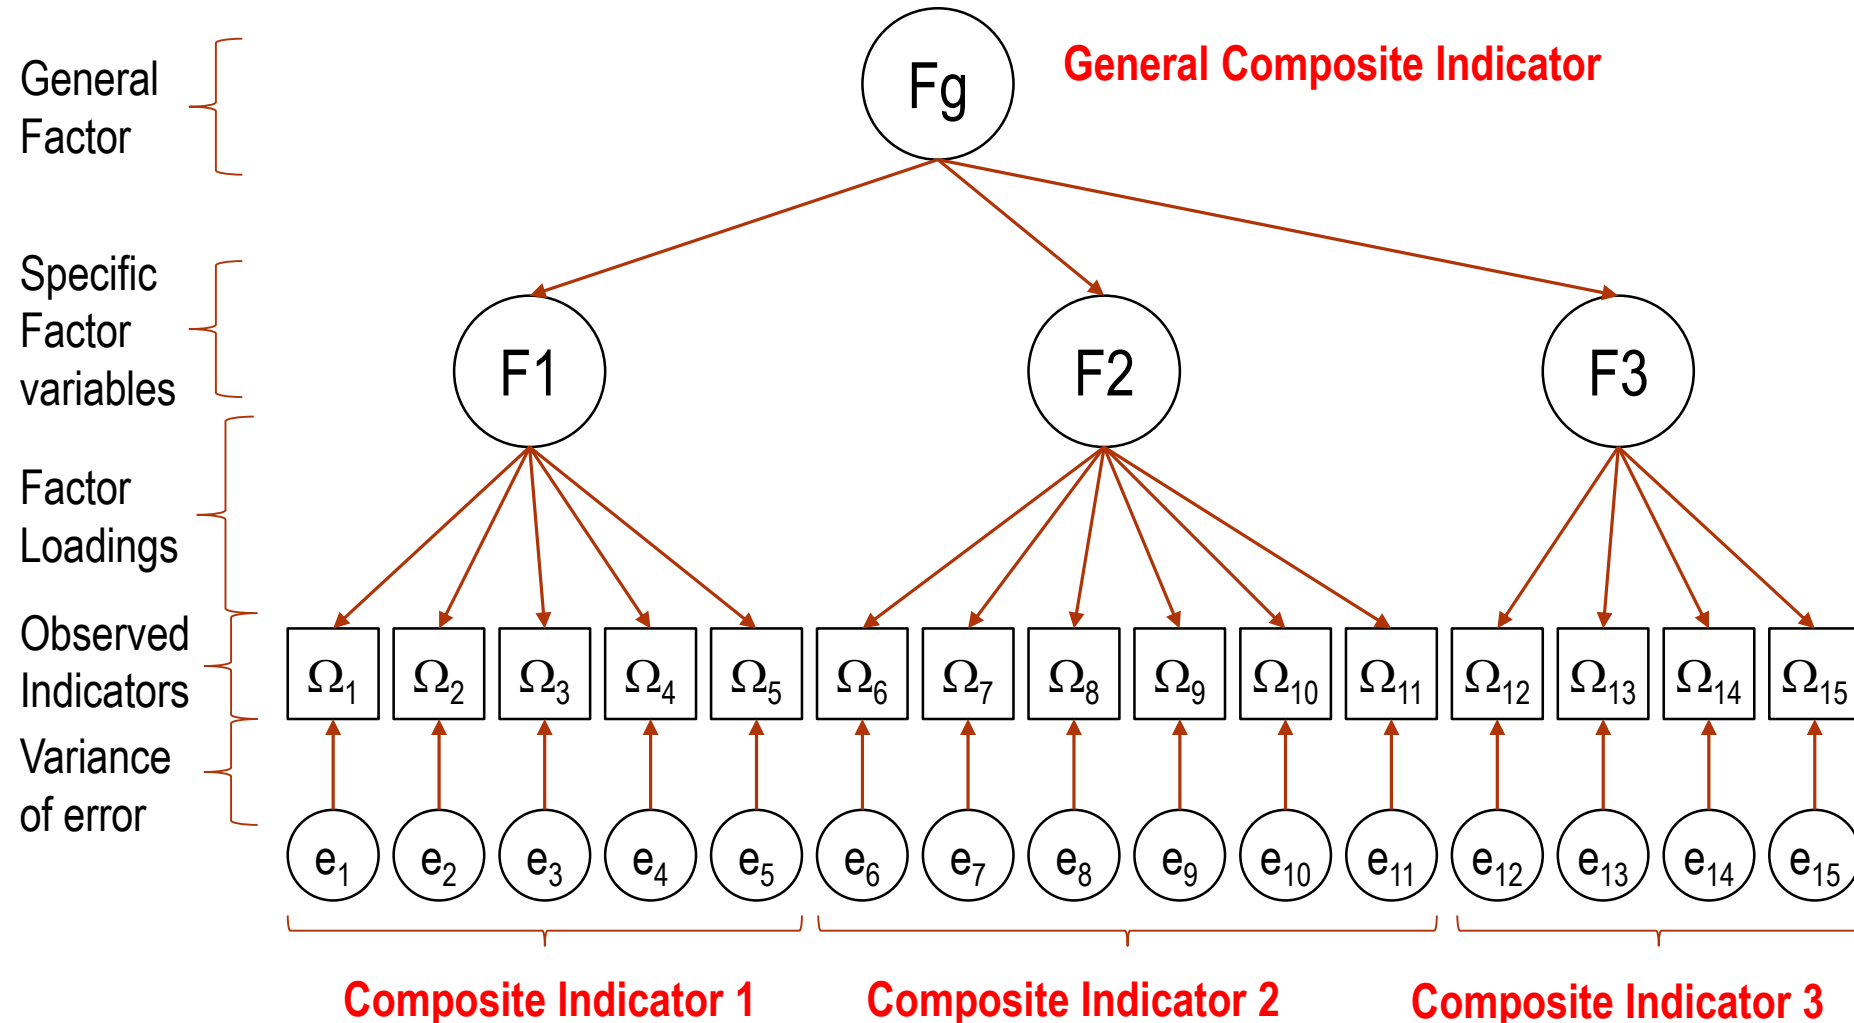 General
Factor
Fg
General Composite Indicator
Specific
Factor
variables
F1
F2
F3
Factor
Loadings
Observed
Indicators
Ω1 Ω2 Ω3 Ω4 Ω5 Ω6 Ω7 Ω8 Ω9 Ω10 Ω11 Ω12 Ω13 Ω14 Ω15
Variance
of error
e1 e2 e3 e4 e5 e6 e7 e8 e9 e10 e11 e12 e13 e14 e15
Composite Indicator 1
Composite Indicator 2
Composite Indicator 3